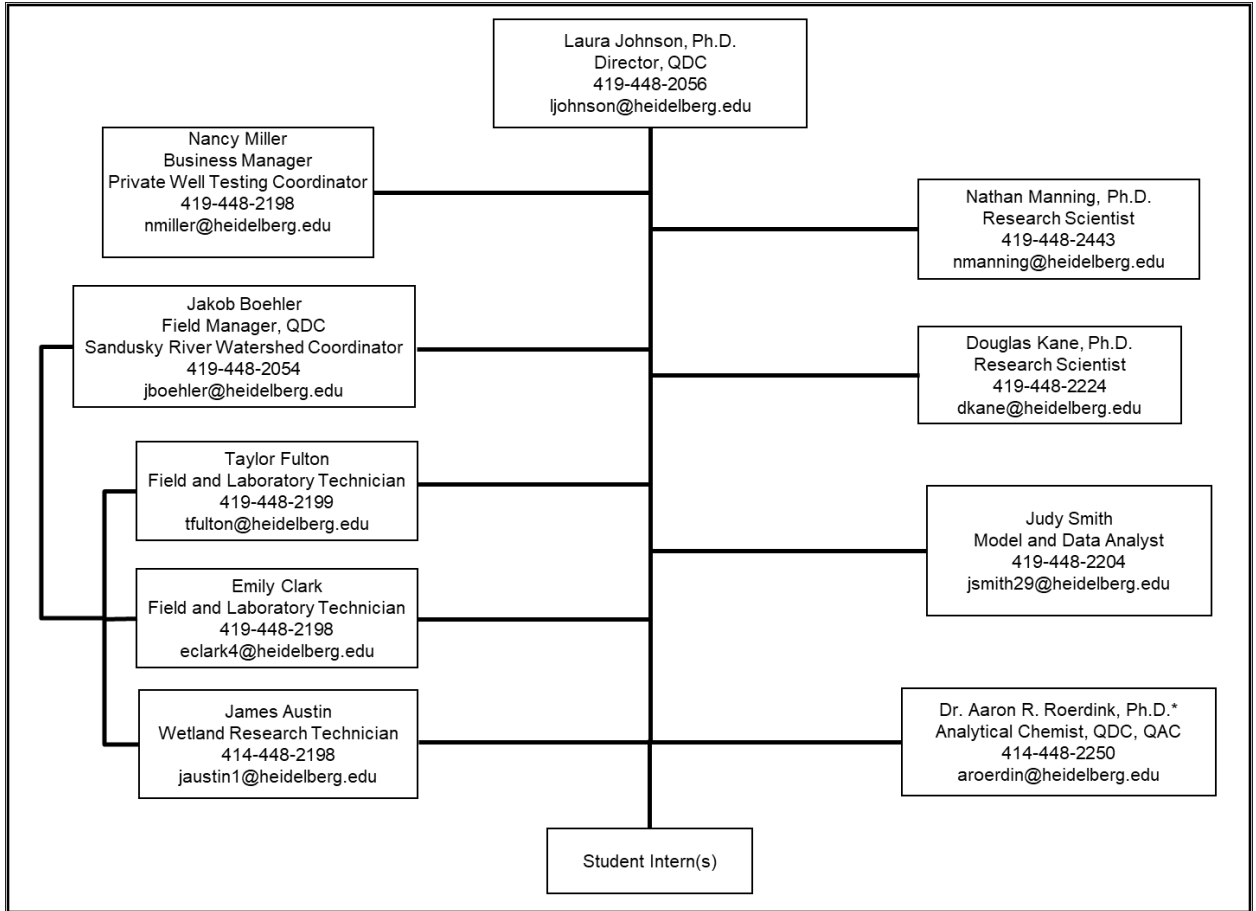 Laura Johnson, Ph.D.
Director, QDC
419-448-2056
ljohnson@heidelberg.edu
Nancy Miller
Business Manager
Private Well Testing Coordinator
419-448-2198
nmiller@heidelberg.edu
Nathan Manning, Ph.D.
Research Scientist
419-448-2443
nmanning@heidelberg.edu
Jakob Boehler
Field Manager, QDC
Sandusky River Watershed Coordinator
419-448-2054
jboehler@heidelberg.edu
Douglas Kane, Ph.D.
Research Scientist
419-448-2224
dkane@heidelberg.edu
Taylor Fulton
Field and Laboratory Technician
419-448-2199
tfulton@heidelberg.edu
Judy Smith
Model and Data Analyst
419-448-2204
jsmith29@heidelberg.edu
Emily Clark
Field and Laboratory Technician
419-448-2198
eclark4@heidelberg.edu
James Austin
Wetland Research Technician
414-448-2198
jaustin1@heidelberg.edu
Dr. Aaron R. Roerdink, Ph.D.*
Analytical Chemist, QDC, QAC
414-448-2250
aroerdin@heidelberg.edu
Student Intern(s)